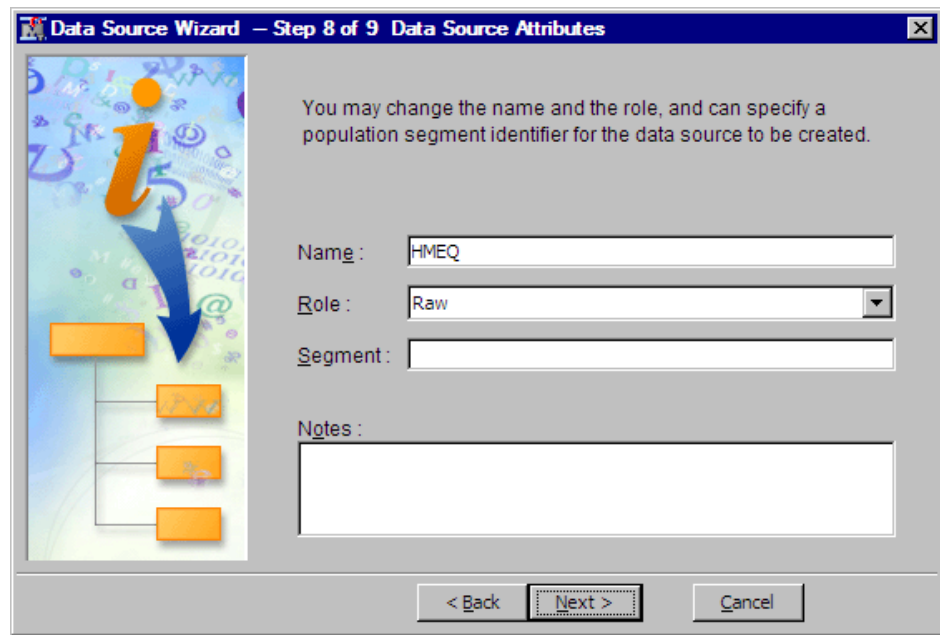 Data Source Wizard — Step 8 of 9 Data Source Attributes
You may change the name and the role, and can specify a
population segment identifier for the data source to be created.
Name : HMEQ
Role : Raw
Segment :
Notes :
< Back Next > Cancel